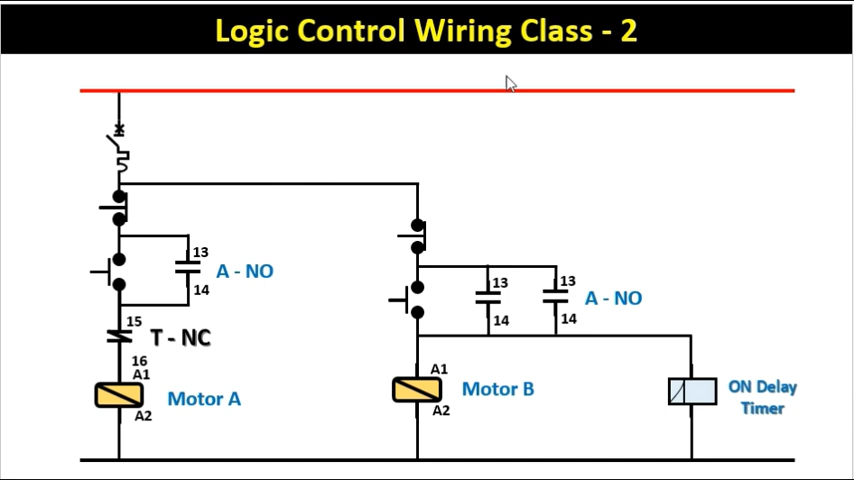 Logic Control Wiring Class - 2
13
A - NO
14
15
T - NC
16
A1
Motor A
A2
13
14
13
A - NO
14
A1
Motor B
A2
ON Delay
Timer